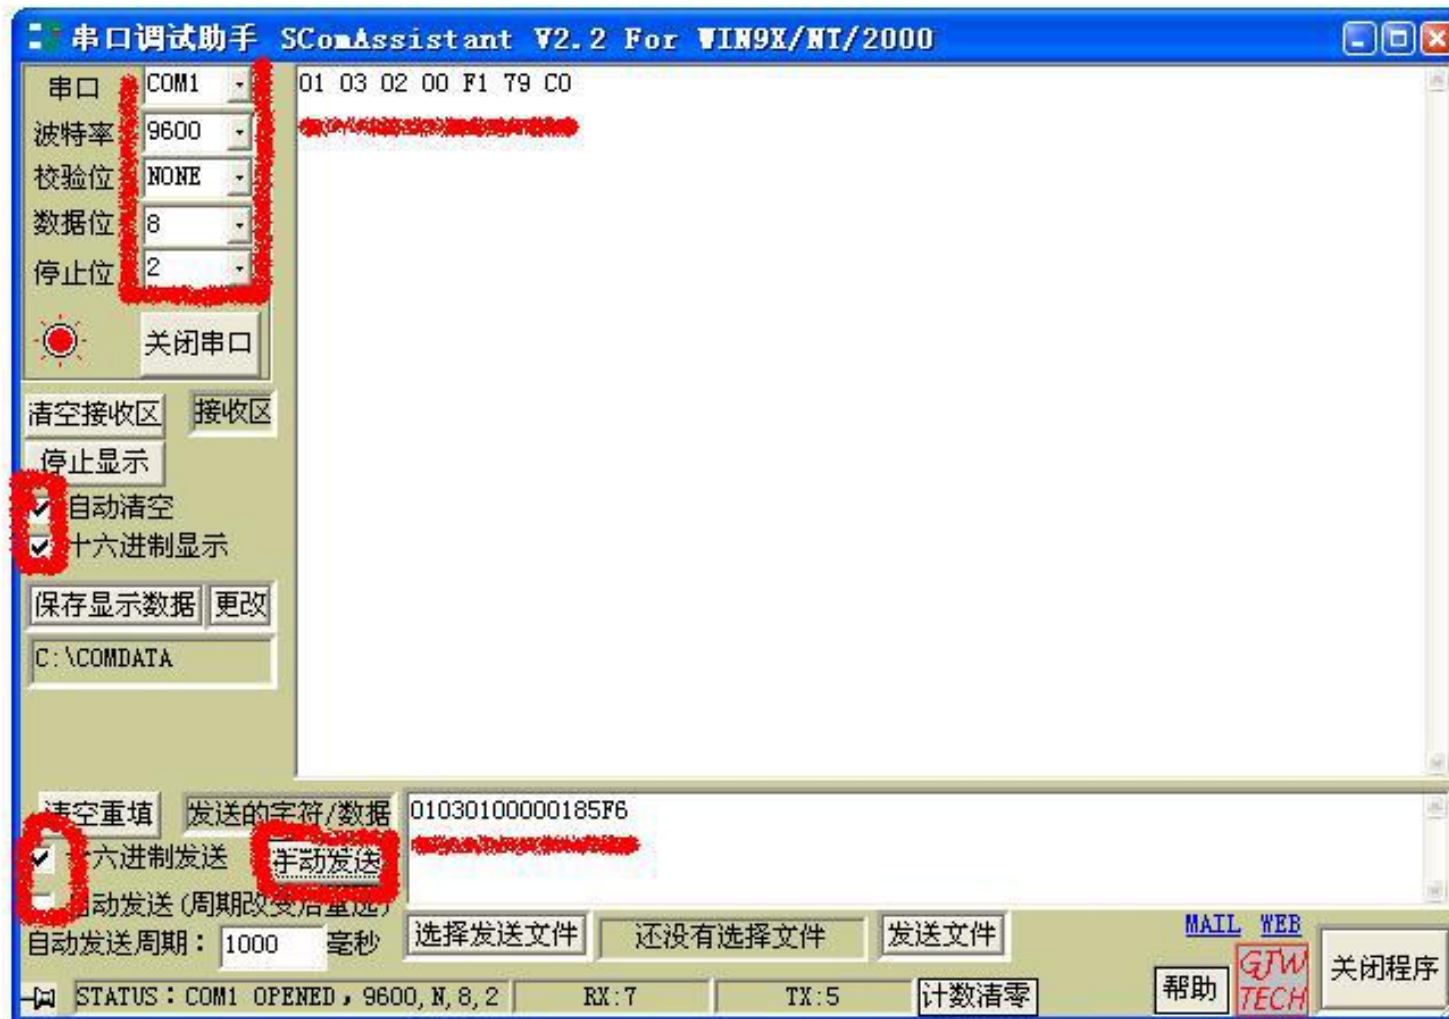 串口调试助手 SComAssistant V2.2 For WIN9X/NT/2000
串口 COM1
波特率 9600
校验位 NONE
数据位 8
停止位 2
关闭串口
01 03 02 00 F1 79 C0
清空接收区 接收区
停止显示
自动清空
十六进制显示
保存显示数据 更改
C:\COMDATA
清空重填 发送的字符/数据 01030100000185F6
十六进制发送 手动发送
自动发送(周期改变后重选)
自动发送周期: 1000 毫秒 选择发送文件 还没有选择文件 发送文件
MAIL WEB
STATUS:COM1 OPENED,9600,N,8,2 RX:7 TX:5 计数清零 帮助 GJW TECH 关闭程序